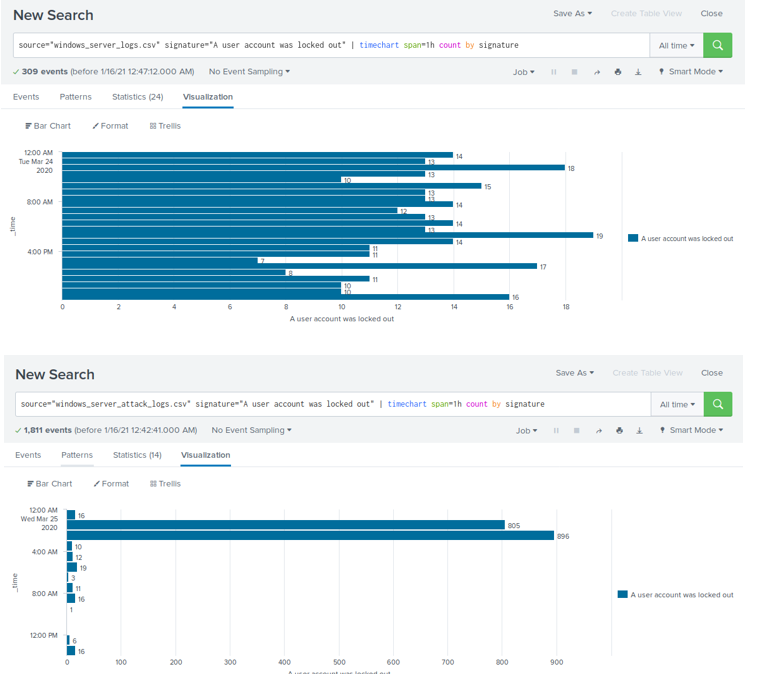 New Search
Save As ▾ Create Table View Close
source="windows_server_logs.csv" signature="A user account was locked out" | timechart span=1h count by signature
All time ▾
✓ 309 events (before 1/16/21 12:47:12.000 AM) No Event Sampling ▾
Job ▾ Smart Mode ▾
Events Patterns Statistics (24) Visualization
Bar Chart Format Trellis
12:00 AM
Tue Mar 24
2020
8:00 AM
4:00 PM
_time
14
13
18
13
10
15
13
13
14
12
13
14
13
19
14
11
11
7
17
8
11
10
10
16
A user account was locked out
0 2 4 6 8 10 12 14 16 18
A user account was locked out
New Search
Save As ▾ Create Table View Close
source="windows_server_attack_logs.csv" signature="A user account was locked out" | timechart span=1h count by signature
All time ▾
✓ 1,811 events (before 1/16/21 12:42:41.000 AM) No Event Sampling ▾
Job ▾ Smart Mode ▾
Events Patterns Statistics (14) Visualization
Bar Chart Format Trellis
12:00 AM
Wed Mar 25
2020
4:00 AM
8:00 AM
12:00 PM
_time
16
805
896
10
12
19
3
11
16
1
6
16
A user account was locked out
0 100 200 300 400 500 600 700 800 900
A user account was locked out